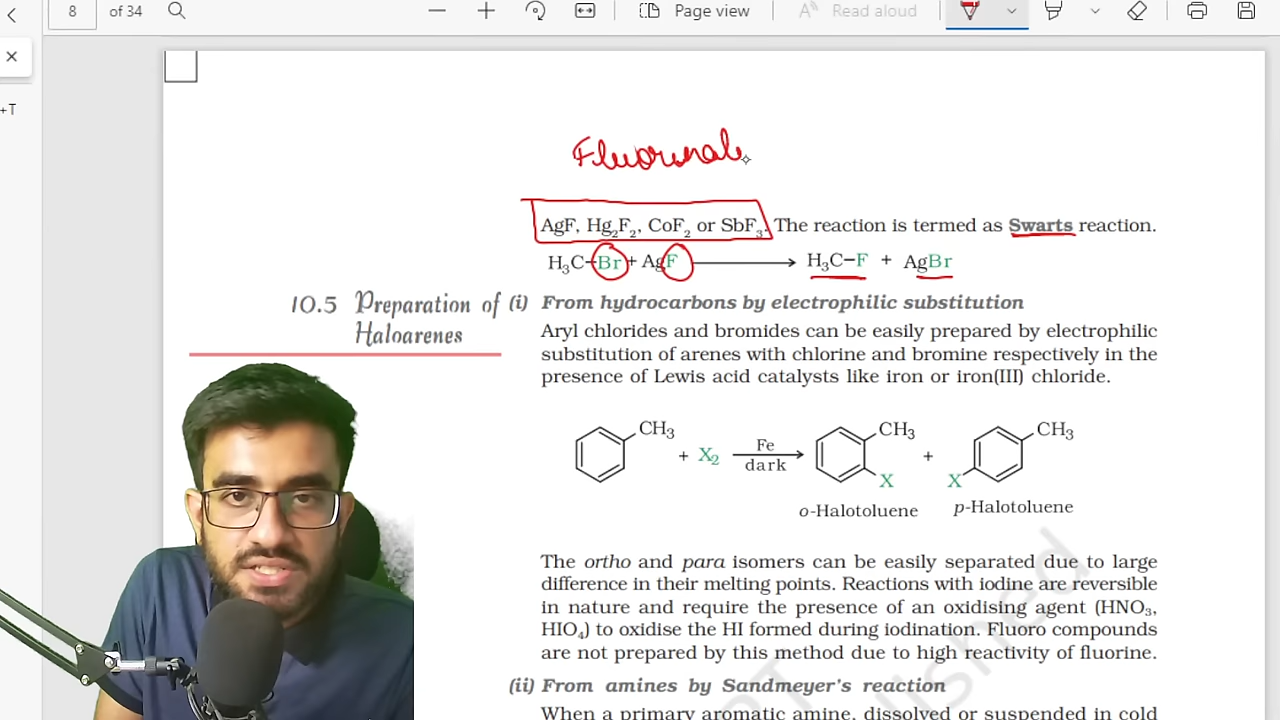 8 of 34 Page view Read aloud
+T
Fluorinat
AgF, Hg₂F₂, CoF₂ or SbF₃. The reaction is termed as Swarts reaction.
H₃C–Br + AgF ⟶ H₃C–F + AgBr
10.5 Preparation of
Haloarenes
(i) From hydrocarbons by electrophilic substitution
Aryl chlorides and bromides can be easily prepared by electrophilic
substitution of arenes with chlorine and bromine respectively in the
presence of Lewis acid catalysts like iron or iron(III) chloride.
CH₃ + X₂ Fe dark ⟶ CH₃ X + CH₃ X
o-Halotoluene p-Halotoluene
The ortho and para isomers can be easily separated due to large
difference in their melting points. Reactions with iodine are reversible
in nature and require the presence of an oxidising agent (HNO₃,
HIO₄) to oxidise the HI formed during iodination. Fluoro compounds
are not prepared by this method due to high reactivity of fluorine.
(ii) From amines by Sandmeyer's reaction
When a primary aromatic amine, dissolved or suspended in cold